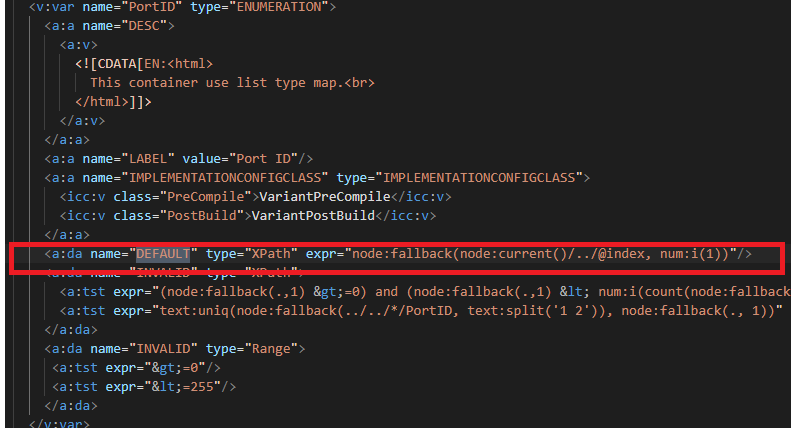 <v:var name="PortID" type="ENUMERATION">
<a:a name="DESC">
<a:v>
<![CDATA[EN:<html>
This container use list type map.<br>
</html>]]>
</a:v>
</a:a>
<a:a name="LABEL" value="Port ID"/>
<a:a name="IMPLEMENTATIONCONFIGCLASS" type="IMPLEMENTATIONCONFIGCLASS">
<icc:v class="PreCompile">VariantPreCompile</icc:v>
<icc:v class="PostBuild">VariantPostBuild</icc:v>
</a:a>
<a:da name="DEFAULT" type="XPath" expr="node:fallback(node:current()/../@index, num:i(1))"/>
<a:da name="INVALID" type="XPath">
<a:tst expr="(node:fallback(.,1) &gt;=0) and (node:fallback(.,1) &lt; num:i(count(node:fallback
<a:tst expr="text:uniq(node:fallback(../../*/PortID, text:split('1 2')), node:fallback(., 1))"
</a:da>
<a:da name="INVALID" type="Range">
<a:tst expr="&gt;=0"/>
<a:tst expr="&lt;=255"/>
</a:da>
</v:var>